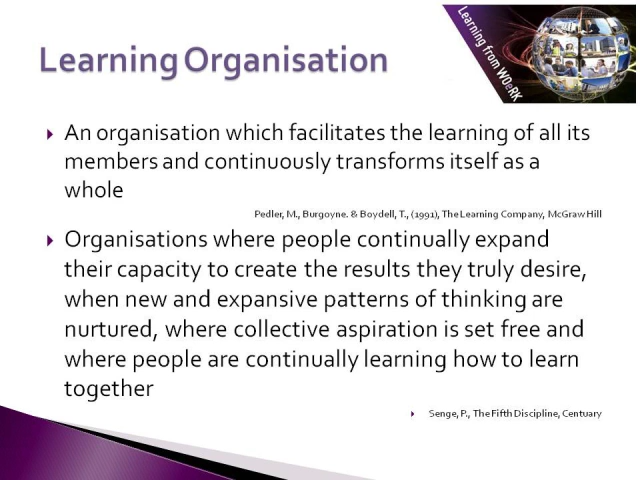 Learning Organisation
Learning from WOeRK
An organisation which facilitates the learning of all its
members and continuously transforms itself as a
whole
Pedler, M., Burgoyne. & Boydell, T., (1991), The Learning Company, McGraw Hill
Organisations where people continually expand
their capacity to create the results they truly desire,
when new and expansive patterns of thinking are
nurtured, where collective aspiration is set free and
where people are continually learning how to learn
together
Senge, P., The Fifth Discipline, Centuary